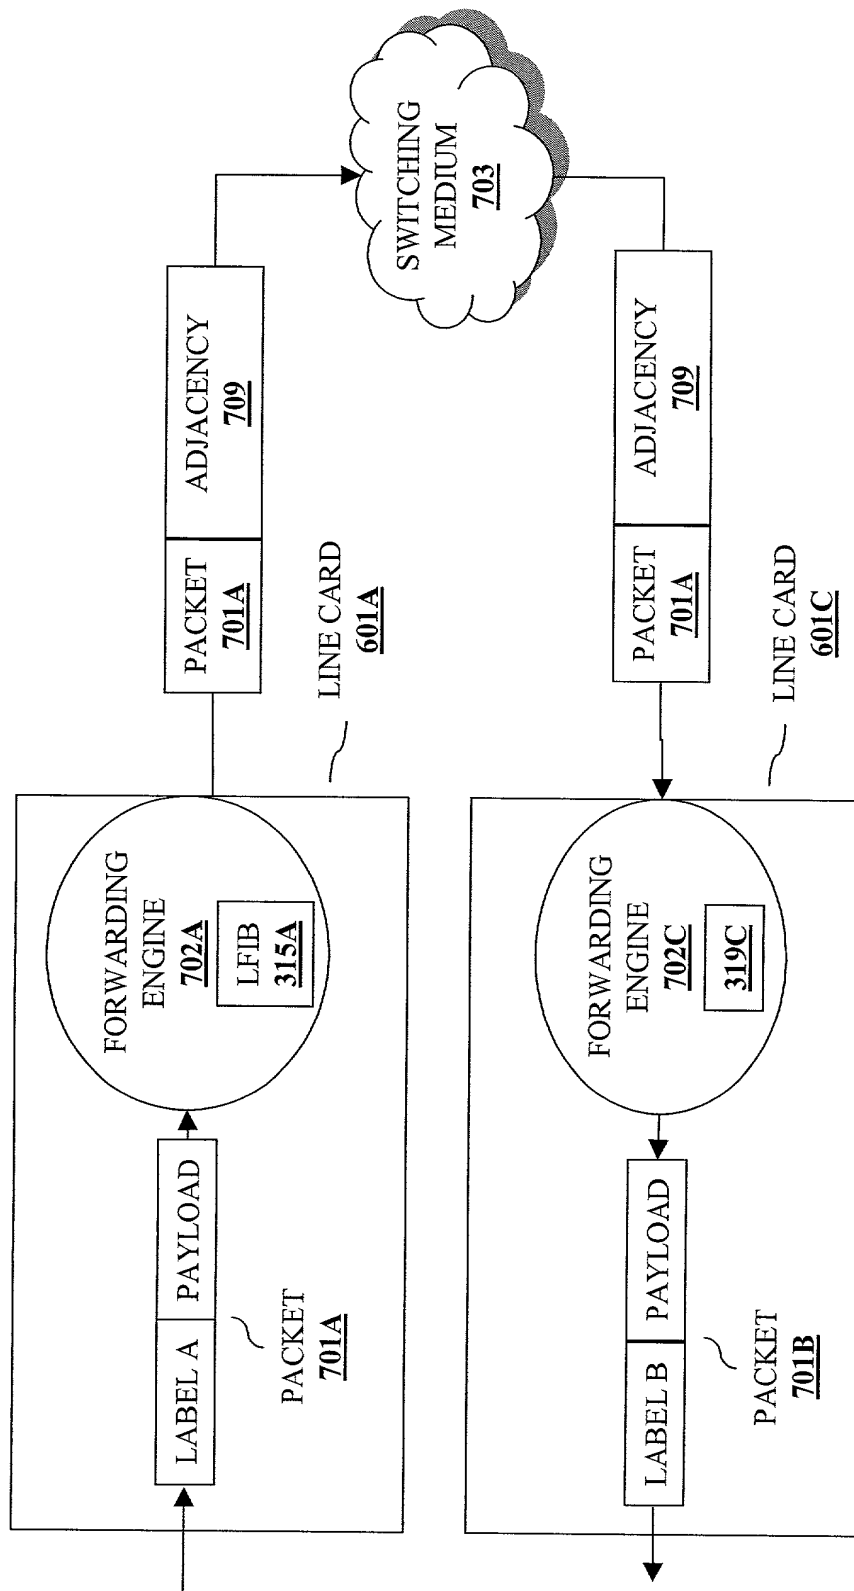 LABEL A
PAYLOAD
PACKET
701A
FORWARDING
ENGINE
702A
LFIB
315A
LINE CARD
601A
PACKET
701A
ADJACENCY
709
SWITCHING
MEDIUM
703
LABEL B
PAYLOAD
PACKET
701B
FORWARDING
ENGINE
702C
319C
LINE CARD
601C
PACKET
701A
ADJACENCY
709